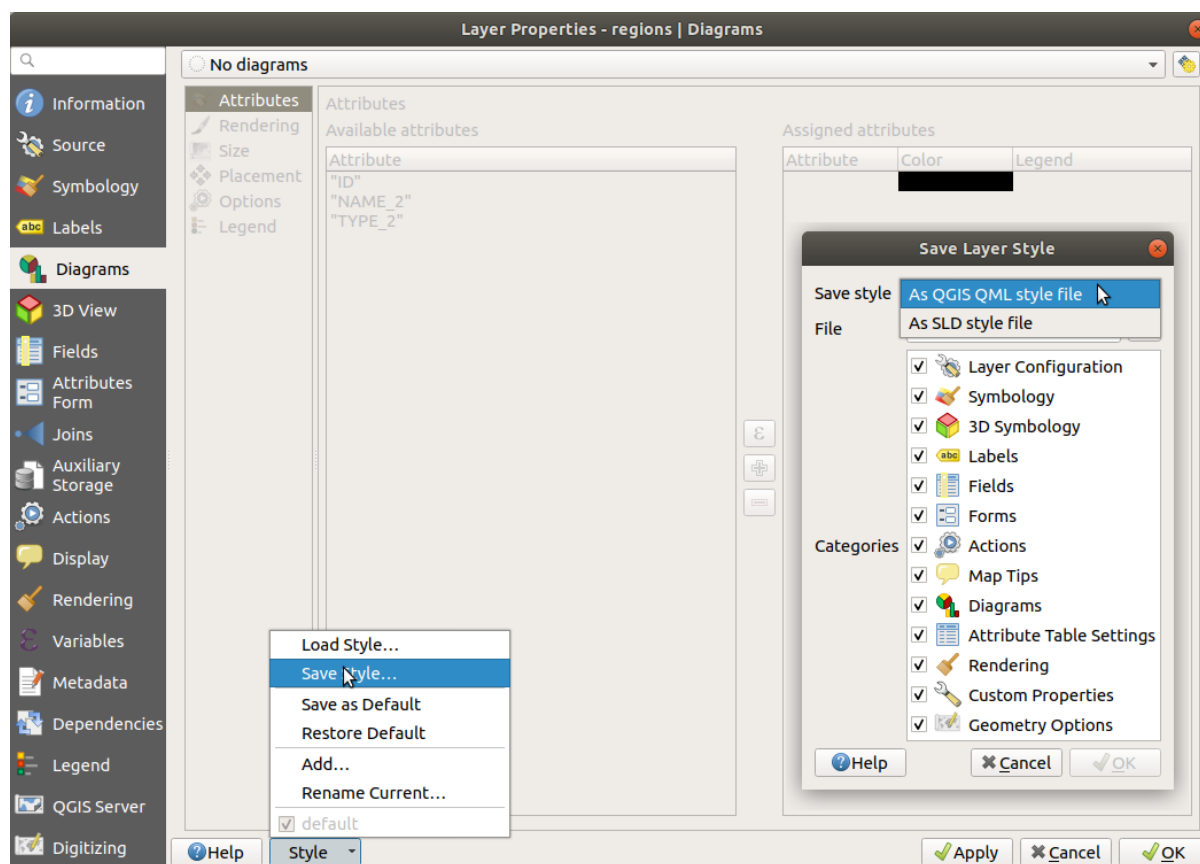 Layer Properties - regions | Diagrams
No diagrams
Information
Source
Symbology
abc Labels
Diagrams
3D View
Fields
Attributes
Form
Joins
Auxiliary
Storage
Actions
Display
Rendering
Variables
Metadata
Dependencies
Legend
QGIS Server
Digitizing
Attributes
Rendering
Size
Placement
Options
Legend
Attributes
Available attributes
Attribute
"ID"
"NAME_2"
"TYPE_2"
ε
Assigned attributes
Attribute Color Legend
Save Layer Style
Save style As QGIS QML style file
As SLD style file
File
Layer Configuration
Symbology
3D Symbology
abc Labels
Fields
Forms
Categories Actions
Map Tips
Diagrams
Attribute Table Settings
Rendering
Custom Properties
Geometry Options
Help Cancel OK
Load Style...
Save Style...
Save as Default
Restore Default
Add...
Rename Current...
default
Help Style Apply Cancel OK